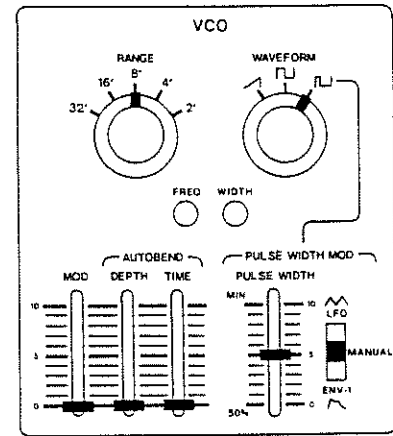 VCO
RANGE
WAVEFORM
32' 16' 8' 4' 2'
FREQ WIDTH
AUTOBEND
PULSE WIDTH MOD
MOD DEPTH TIME
PULSE WIDTH
10
5
0
MIN
50%
10
5
0
LFO
MANUAL
ENV-1